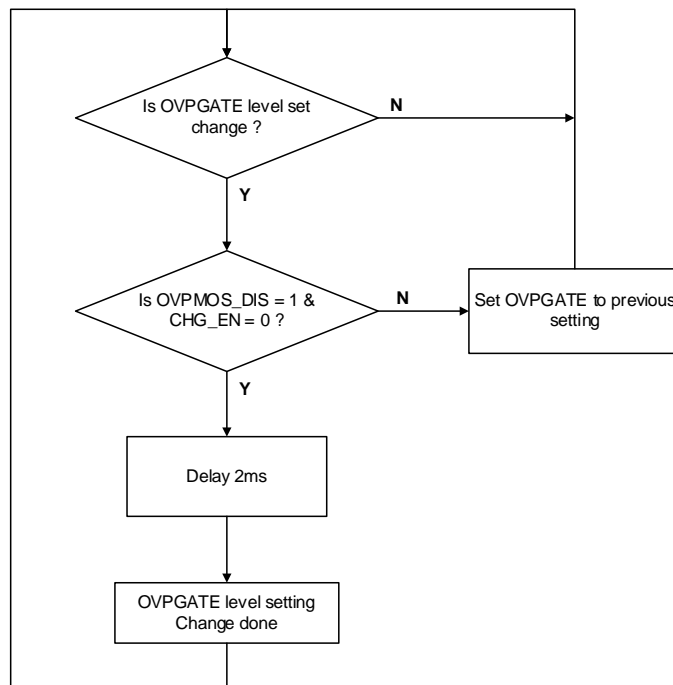 Is OVPGATE level set
change ?
N
Y
Is OVPMOS_DIS = 1 &
CHG_EN = 0 ?
N
Set OVPGATE to previous
setting
Y
Delay 2ms
OVPGATE level setting
Change done